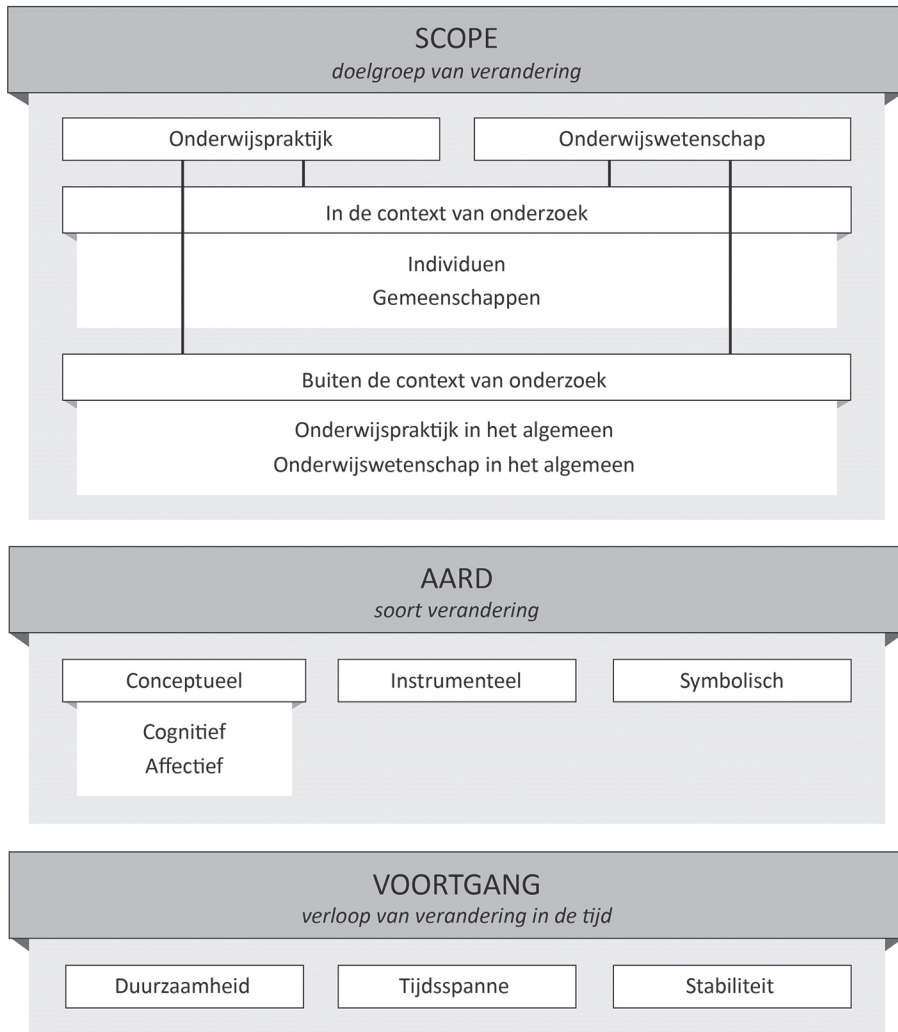 SCOPE
doelgroep van verandering
Onderwijspraktijk
Onderwijswetenschap
In de context van onderzoek
Individuen
Gemeenschappen
Buiten de context van onderzoek
Onderwijspraktijk in het algemeen
Onderwijswetenschap in het algemeen
AARD
soort verandering
Conceptueel
Instrumenteel
Symbolisch
Cognitief
Affectief
VOORTGANG
verloop van verandering in de tijd
Duurzaamheid
Tijdsspanne
Stabiliteit